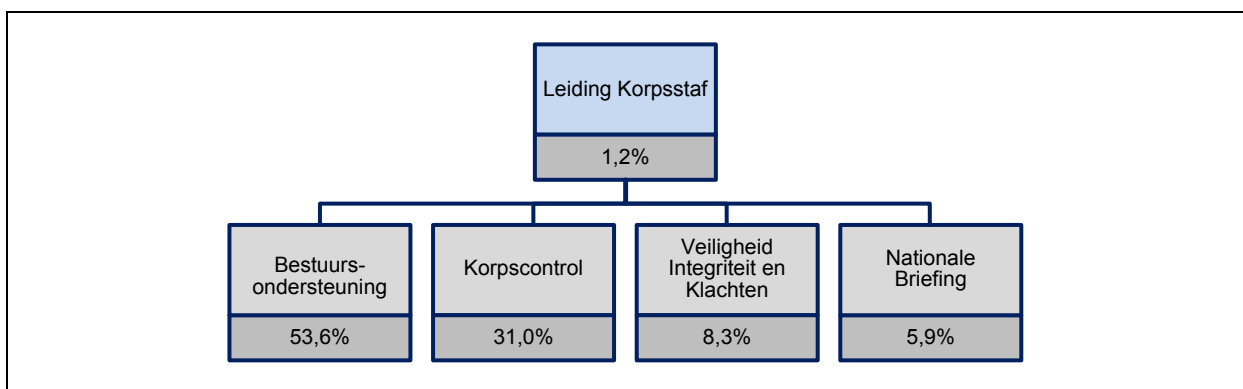 Leiding Korpsstaf
1,2%
Bestuurs-
ondersteuning
53,6%
Korpscontrol
31,0%
Veiligheid
Integriteit en
Klachten
8,3%
Nationale
Briefing
5,9%